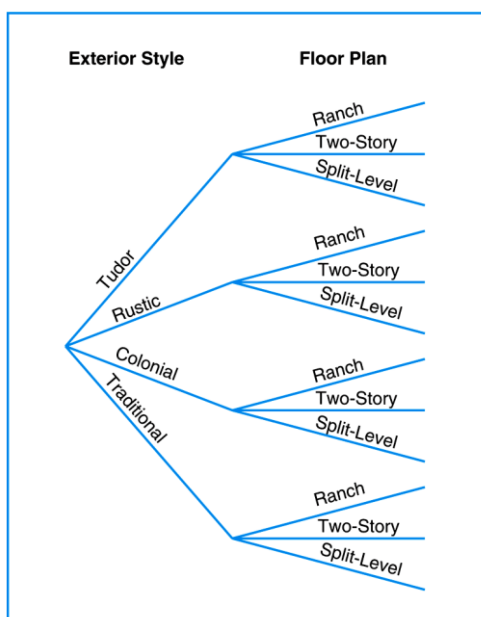 Exterior Style
Floor Plan
Tudor
Ranch
Two-Story
Split-Level
Rustic
Ranch
Two-Story
Split-Level
Colonial
Ranch
Two-Story
Split-Level
Traditional
Ranch
Two-Story
Split-Level